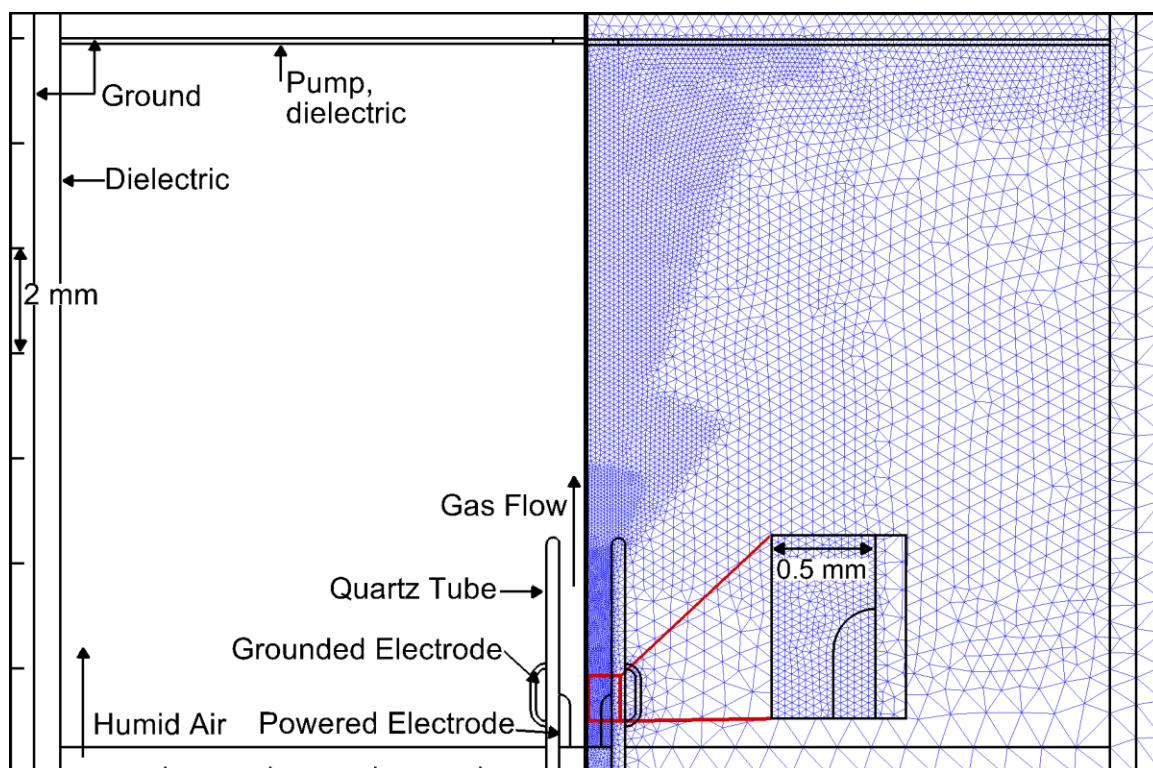 Ground
Pump,
dielectric
Dielectric
2 mm
Gas Flow
0.5 mm
Quartz Tube
Grounded Electrode
Humid Air
Powered Electrode